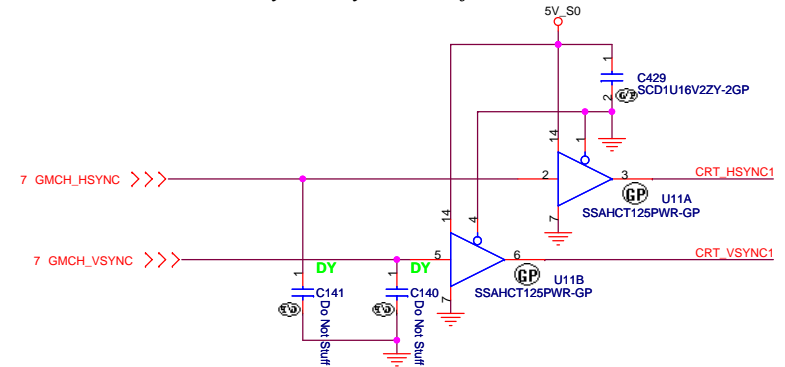 5V_S0
1
C429
SCD1U16V2ZY-2GP
2
G/P
14
1
7 GMCH_HSYNC
2
3
CRT_HSYNC1
GP
U11A
SSAHCT125PWR-GP
7
14
4
7 GMCH_VSYNC
5
6
CRT_VSYNC1
DY
DY
GP
U11B
SSAHCT125PWR-GP
7
1
1
C141
C140
Do Not Stuff
Do Not Stuff